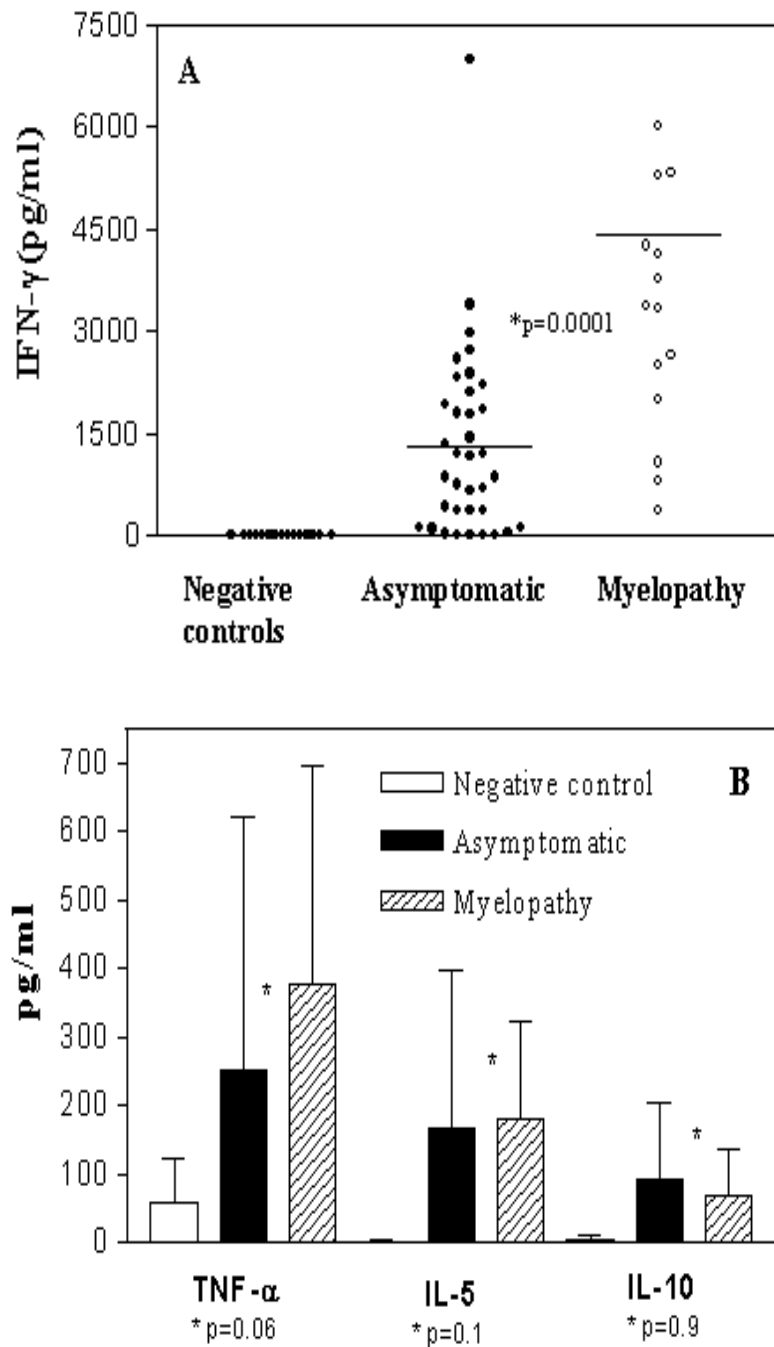 A
IFN-γ(pg/ml)
7500
6000
4500
3000
1500
0
*p=0.0001
Negative controls
Asymptomatic
Myelopathy
B
pg/ml
700
600
500
400
300
200
100
0
Negative control
Asymptomatic
Myelopathy
*
*
*
TNF-α
IL-5
IL-10
*p=0.06
*p=0.1
*p=0.9